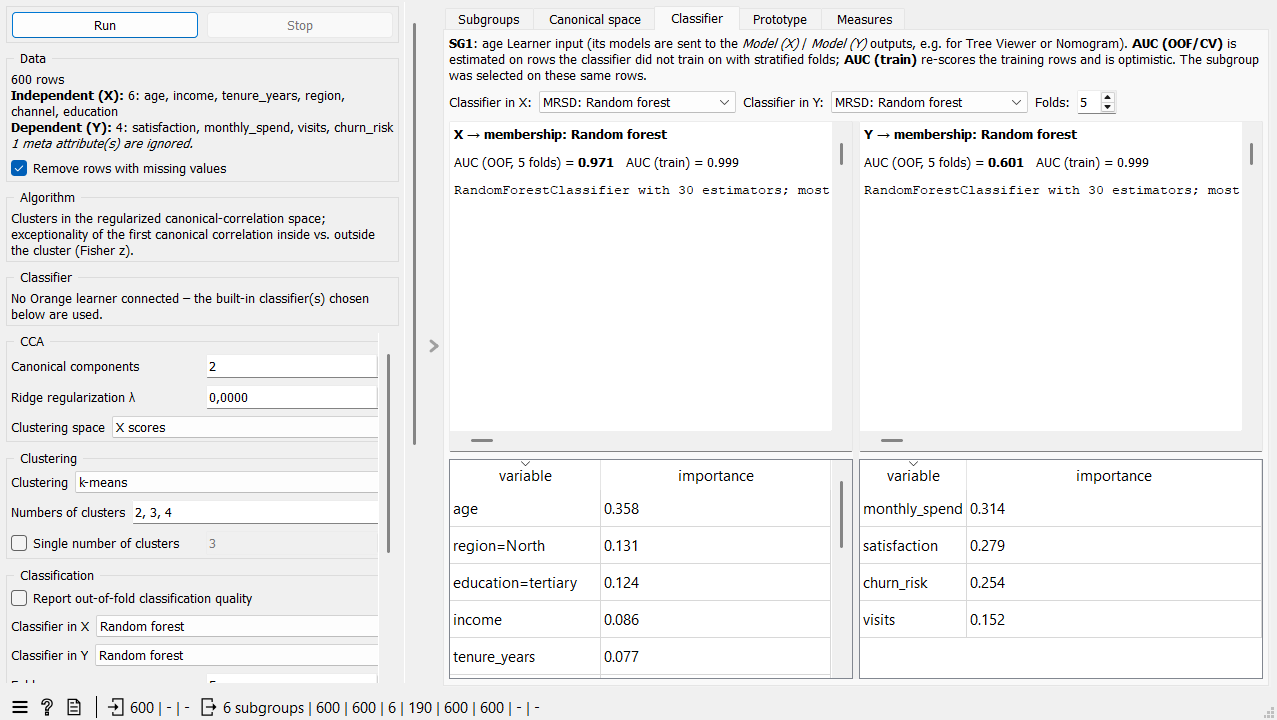 Run
Stop
Data
600 rows
Independent (X): 6: age, income, tenure_years, region,
channel, education
Dependent (Y): 4: satisfaction, monthly_spend, visits, churn_risk
1 meta attribute(s) are ignored.
Remove rows with missing values
Algorithm
Clusters in the regularized canonical-correlation space;
exceptionality of the first canonical correlation inside vs. outside
the cluster (Fisher z).
Classifier
No Orange learner connected – the built-in classifier(s) chosen
below are used.
CCA
Canonical components 2
Ridge regularization λ 0,0000
Clustering space X scores
Clustering
Clustering k-means
Numbers of clusters 2, 3, 4
Single number of clusters 3
Classification
Report out-of-fold classification quality
Classifier in X Random forest
Classifier in Y Random forest
Subgroups Canonical space Classifier Prototype Measures
SG1: age Learner input (its models are sent to the Model (X) | Model (Y) outputs, e.g. for Tree Viewer or Nomogram). AUC (OOF/CV) is
estimated on rows the classifier did not train on with stratified folds; AUC (train) re-scores the training rows and is optimistic. The subgroup
was selected on these same rows.
Classifier in X: MRSD: Random forest Classifier in Y: MRSD: Random forest Folds: 5
X → membership: Random forest
AUC (OOF, 5 folds) = 0.971 AUC (train) = 0.999
RandomForestClassifier with 30 estimators; most
Y → membership: Random forest
AUC (OOF, 5 folds) = 0.601 AUC (train) = 0.999
RandomForestClassifier with 30 estimators; most
variable importance
age 0.358
region=North 0.131
education=tertiary 0.124
income 0.086
tenure_years 0.077
variable importance
monthly_spend 0.314
satisfaction 0.279
churn_risk 0.254
visits 0.152
600 | - | - 6 subgroups | 600 | 600 | 6 | 190 | 600 | 600 | - | -